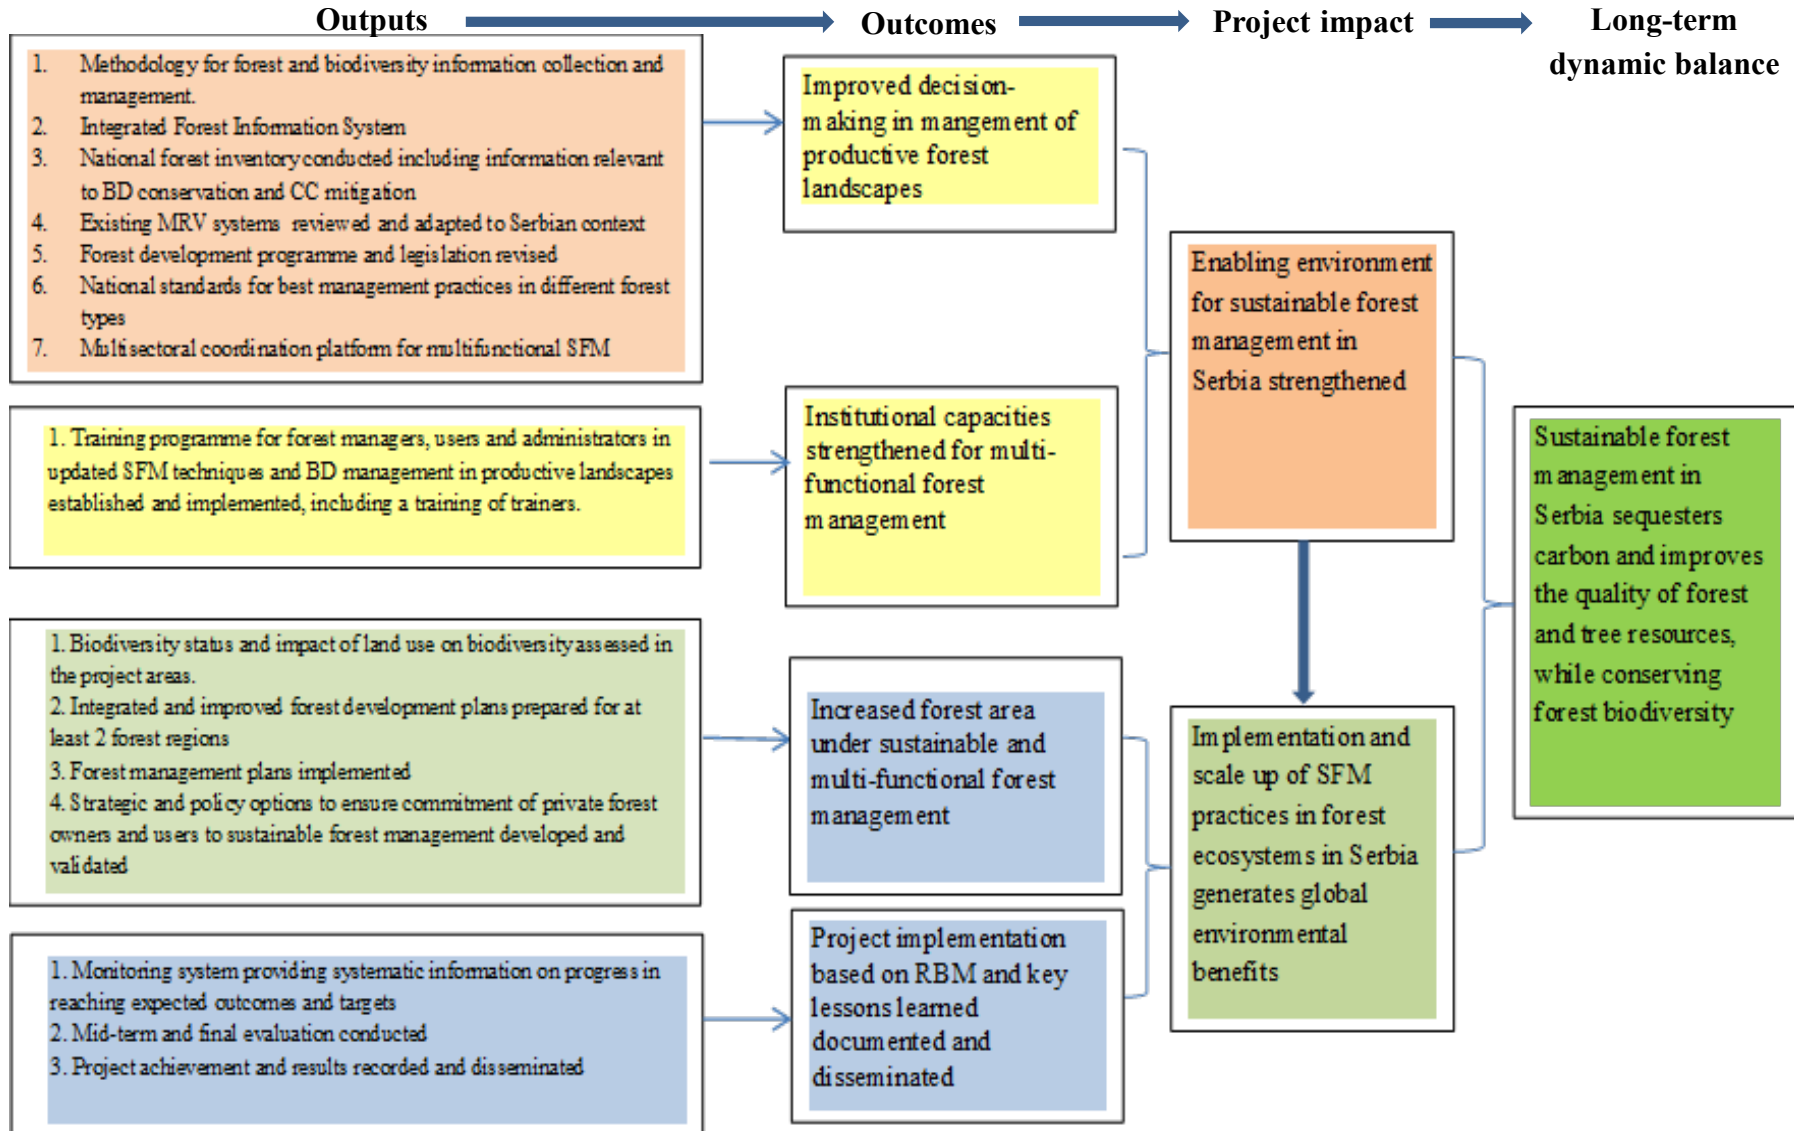 Outputs
Outcomes
Project impact
Long-term
dynamic balance
1. Methodology for forest and biodiversity information collection and
management.
2. Integrated Forest Information System
3. National forest inventory conducted including information relevant
to BD conservation and CC mitigation
4. Existing MRV systems reviewed and adapted to Serbian context
5. Forest development programme and legislation revised
6. National standards for best management practices in different forest
types
7. Multisectoral coordination platform for multifunctional SFM
1. Training programme for forest managers, users and administrators in
updated SFM techniques and BD management in productive landscapes
established and implemented, including a training of trainers.
1. Biodiversity status and impact of land use on biodiversity assessed in
the project areas.
2. Integrated and improved forest development plans prepared for at
least 2 forest regions
3. Forest management plans implemented
4. Strategic and policy options to ensure commitment of private forest
owners and users to sustainable forest management developed and
validated
1. Monitoring system providing systematic information on progress in
reaching expected outcomes and targets
2. Mid-term and final evaluation conducted
3. Project achievement and results recorded and disseminated
Improved decision-
making in mangement of
productive forest
landscapes
Institutional capacities
strengthened for multi-
functional forest
management
Increased forest area
under sustainable and
multi-functional forest
management
Project implementation
based on RBM and key
lessons learned
documented and
disseminated
Enabling environment
for sustainable forest
management in
Serbia strengthened
Implementation and
scale up of SFM
practices in forest
ecosystems in Serbia
generates global
environmental
benefits
Sustainable forest
management in
Serbia sequesters
carbon and improves
the quality of forest
and tree resources,
while conserving
forest biodiversity